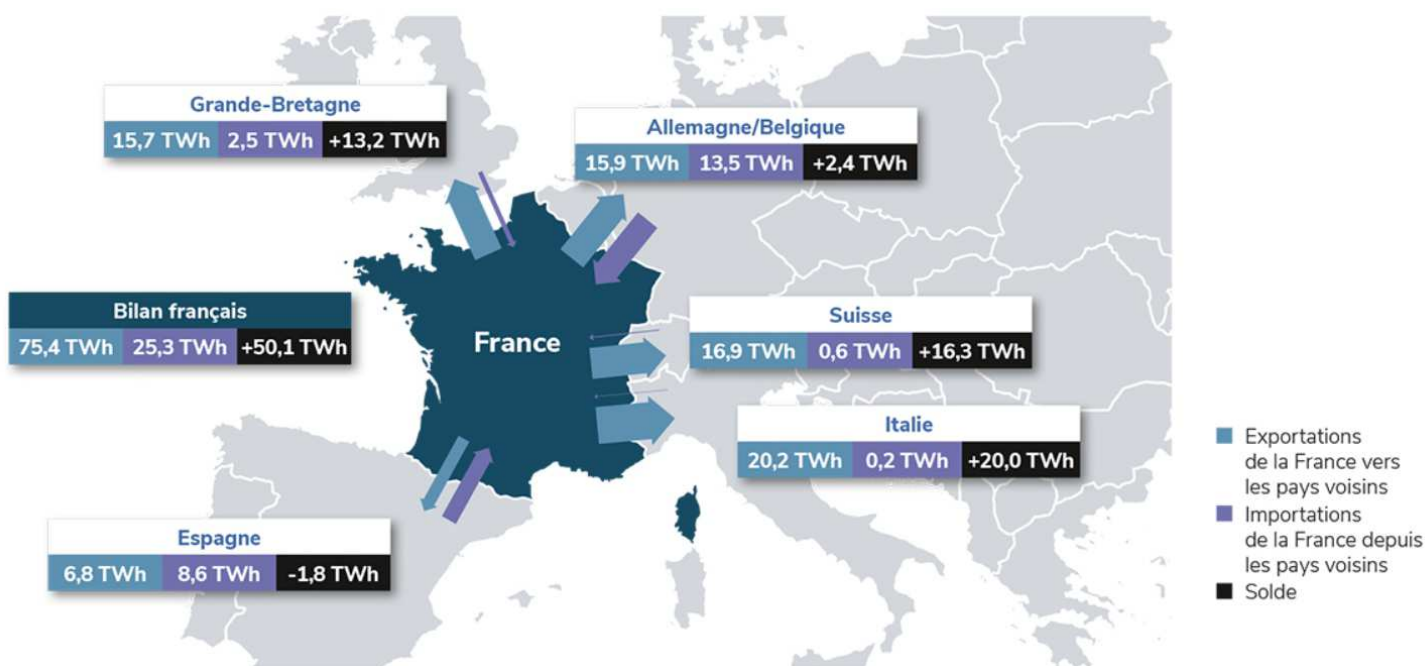 Grande-Bretagne
15,7 TWh 2,5 TWh +13,2 TWh
Allemagne/Belgique
15,9 TWh 13,5 TWh +2,4 TWh
Bilan français
75,4 TWh 25,3 TWh +50,1 TWh
France
Suisse
16,9 TWh 0,6 TWh +16,3 TWh
Italie
20,2 TWh 0,2 TWh +20,0 TWh
Espagne
6,8 TWh 8,6 TWh -1,8 TWh
Exportations
de la France vers
les pays voisins
Importations
de la France depuis
les pays voisins
Solde